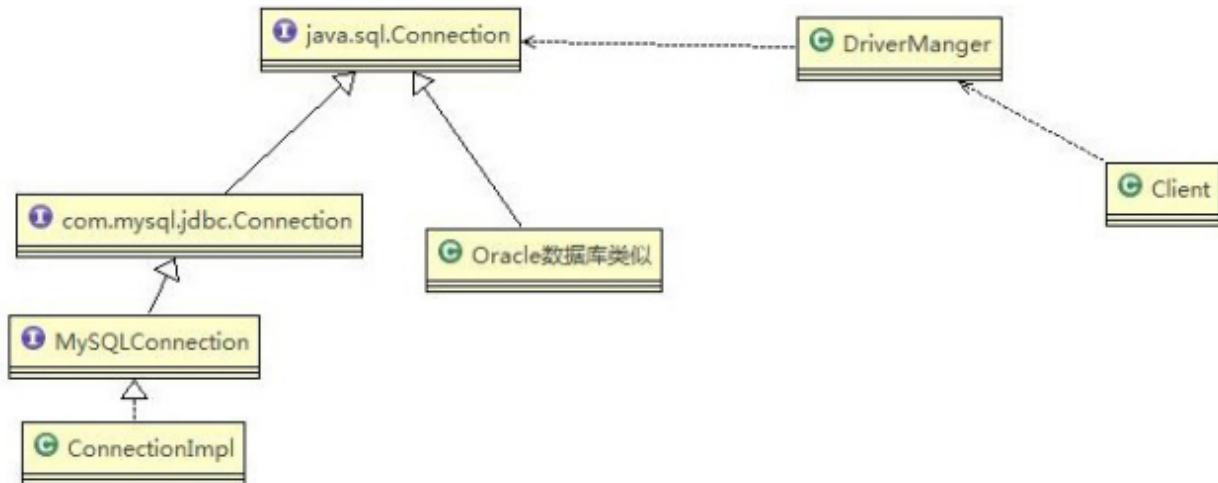 I java.sql.Connection
C DriverManger
C Client
I com.mysql.jdbc.Connection
C Oracle数据库类似
I MySQLConnection
C ConnectionImpl